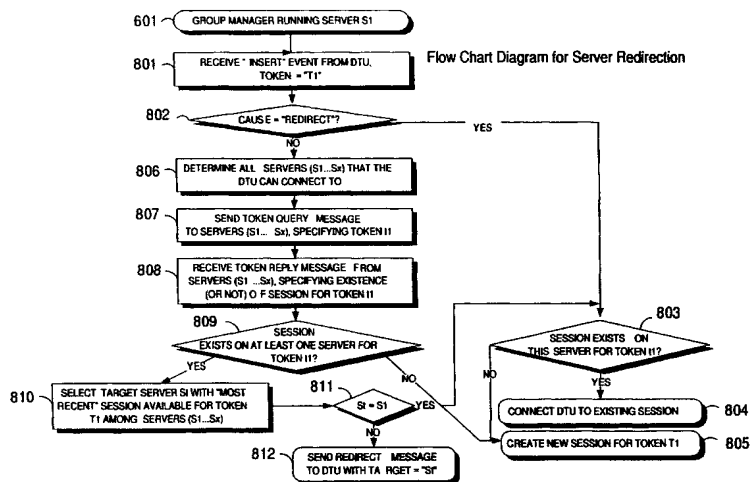 601
GROUP MANAGER RUNNING SERVER S1
Flow Chart Diagram for Server Redirection
801
RECEIVE " INSERT" EVENT FROM DTU,
TOKEN = "T1"
802
CAUSE = "REDIRECT"?
YES
NO
806
DETERMINE ALL SERVERS (S1...Sx) THAT THE
DTU CAN CONNECT TO
807
SEND TOKEN QUERY MESSAGE
TO SERVERS (S1... Sx), SPECIFYING TOKEN t1
808
RECEIVE TOKEN REPLY MESSAGE FROM
SERVERS (S1 ... Sx), SPECIFYING EXISTENCE
(OR NOT) O F SESSION FOR TOKEN t1
809
SESSION
EXISTS ON AT LEAST ONE SERVER FOR
TOKEN t1?
YES
NO
803
SESSION EXISTS ON
THIS SERVER FOR TOKEN t1?
NO
YES
810
SELECT TARGET SERVER St WITH "MOST
RECENT" SESSION AVAILABLE FOR TOKEN
T1 AMONG SERVERS (S1...Sx)
811
St = S1
YES
NO
CONNECT DTU TO EXISTING SESSION
804
CREATE NEW SESSION FOR TOKEN T1
805
812
SEND REDIRECT MESSAGE
TO DTU WITH TA RGET = "St"